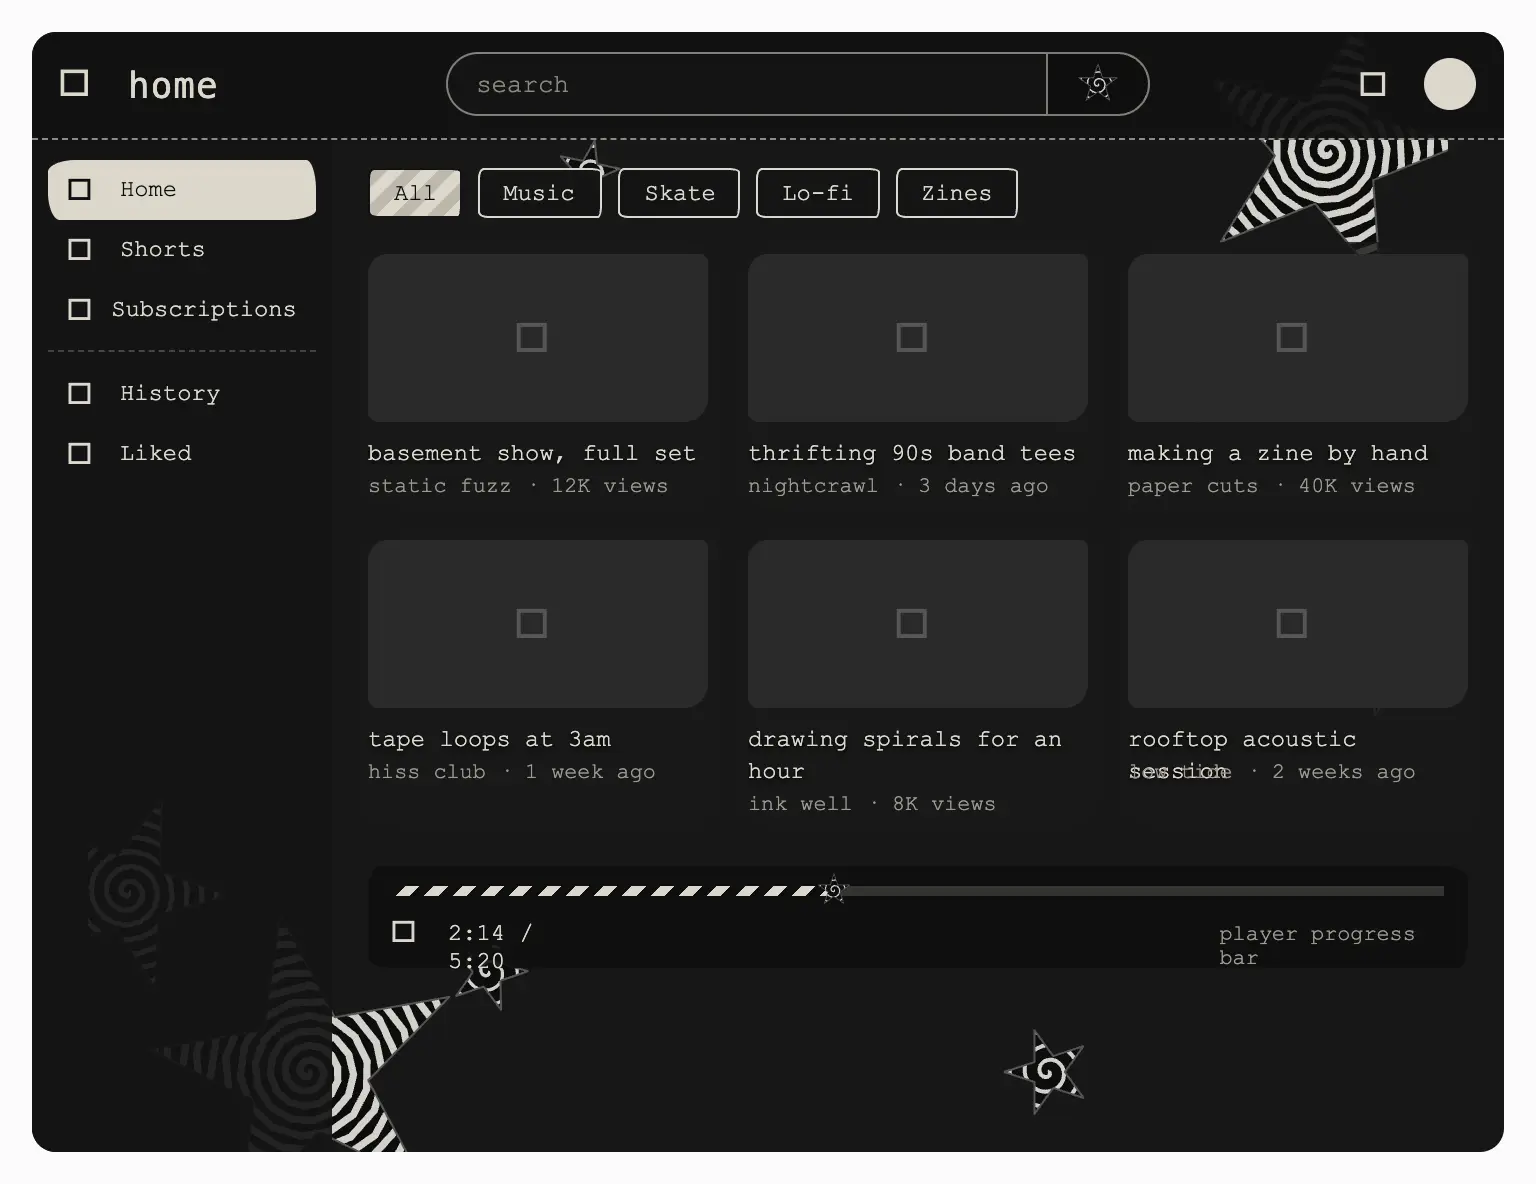 home
search
Home
Shorts
Subscriptions
History
Liked
All
Music
Skate
Lo-fi
Zines
basement show, full set
static fuzz · 12K views
thrifting 90s band tees
nightcrawl · 3 days ago
making a zine by hand
paper cuts · 40K views
tape loops at 3am
hiss club · 1 week ago
drawing spirals for an
hour
ink well · 8K views
rooftop acoustic
session
· 2 weeks ago
2:14 /
5:20
player progress
bar